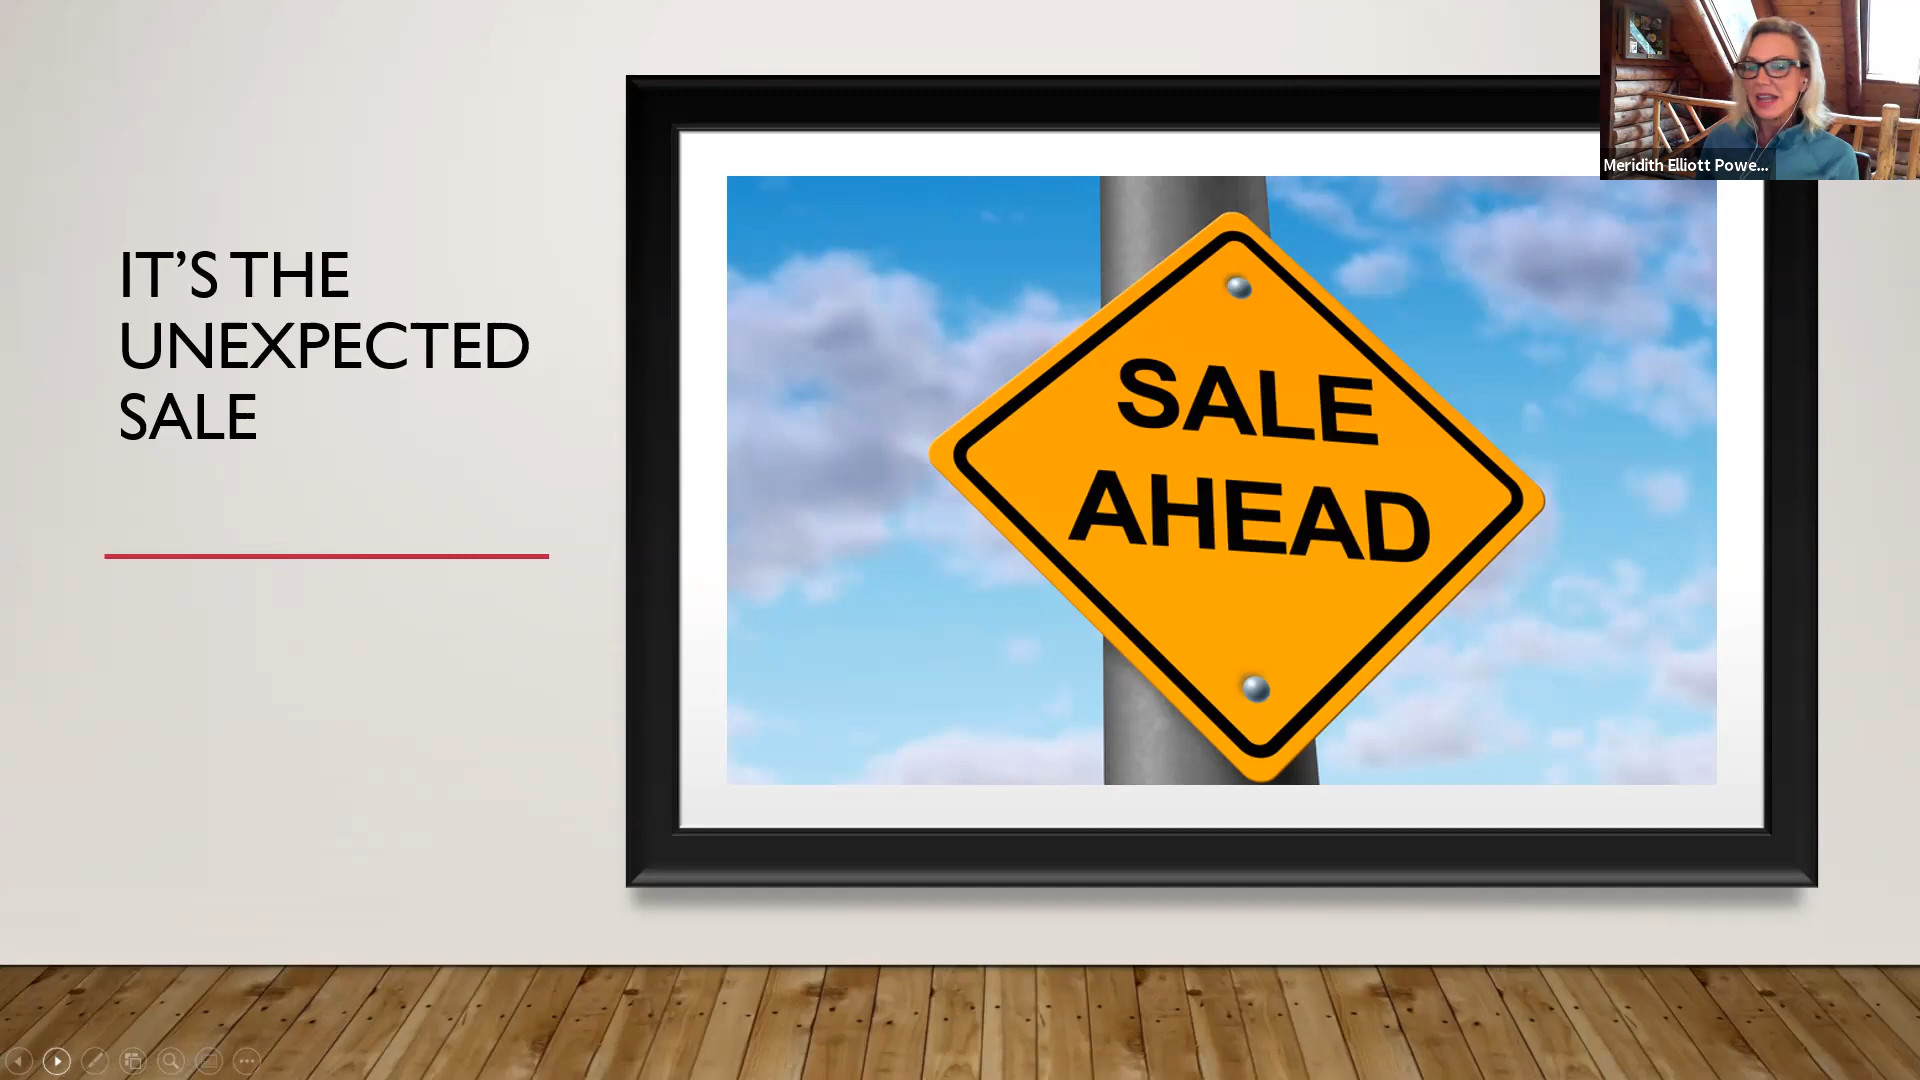 IT’S THE
UNEXPECTED
SALE
SALE
AHEAD
Meridith Elliott Powe...